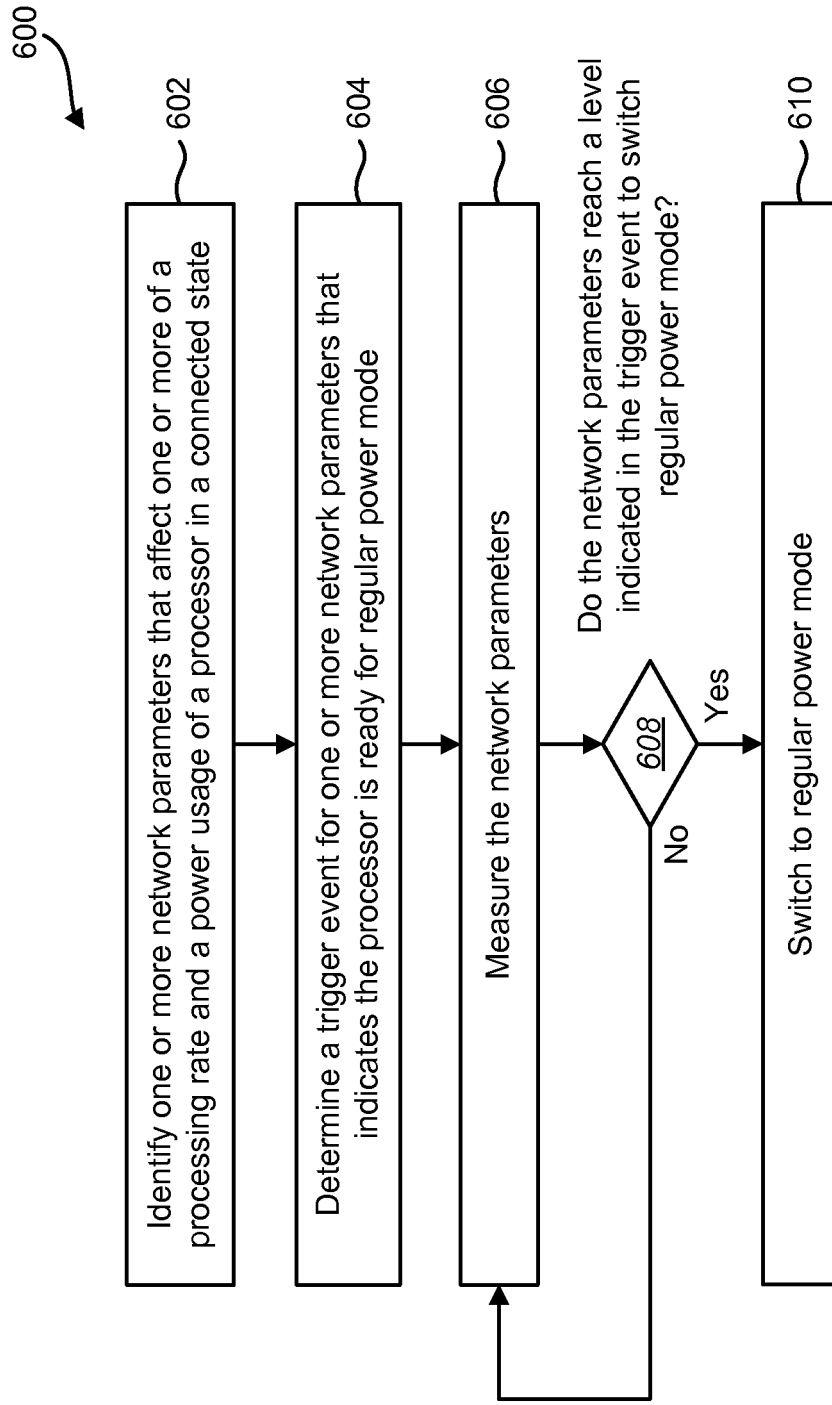 600
Identify one or more network parameters that affect one or more of a
processing rate and a power usage of a processor in a connected state
602
Determine a trigger event for one or more network parameters that
indicates the processor is ready for regular power mode
604
Measure the network parameters
606
Do the network parameters reach a level
indicated in the trigger event to switch
regular power mode?
608
No
Yes
Switch to regular power mode
610